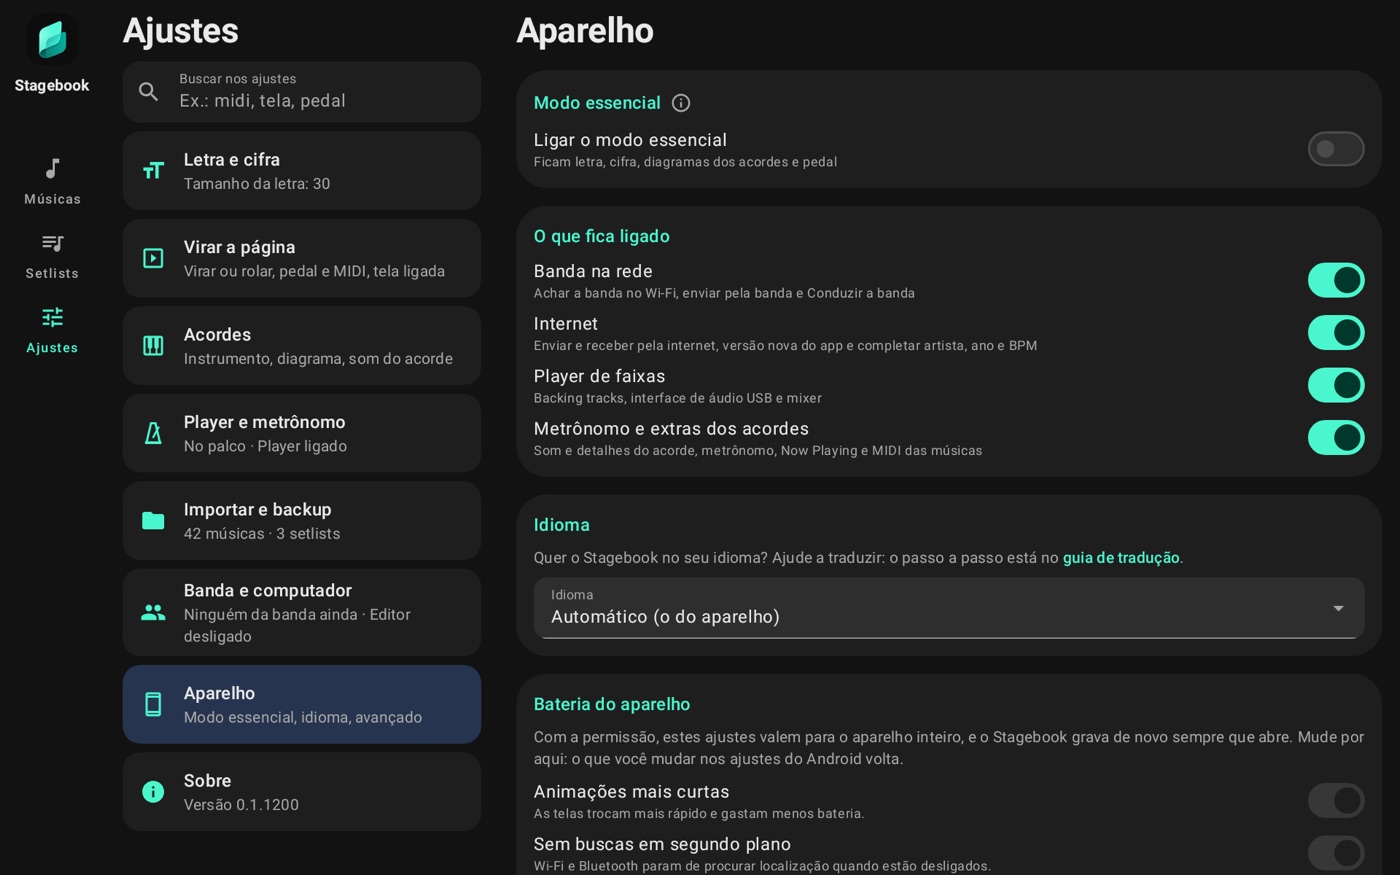 Stagebook
Músicas
Setlists
Ajustes
Ajustes
Buscar nos ajustes
Ex.: midi, tela, pedal
Letra e cifra
Tamanho da letra: 30
Virar a página
Virar ou rolar, pedal e MIDI, tela ligada
Acordes
Instrumento, diagrama, som do acorde
Player e metrônomo
No palco · Player ligado
Importar e backup
42 músicas · 3 setlists
Banda e computador
Ninguém da banda ainda · Editor
desligado
Aparelho
Modo essencial, idioma, avançado
Sobre
Versão 0.1.1200
Aparelho
Modo essencial
Ligar o modo essencial
Ficam letra, cifra, diagramas dos acordes e pedal
O que fica ligado
Banda na rede
Achar a banda no Wi-Fi, enviar pela banda e Conduzir a banda
Internet
Enviar e receber pela internet, versão nova do app e completar artista, ano e BPM
Player de faixas
Backing tracks, interface de áudio USB e mixer
Metrônomo e extras dos acordes
Som e detalhes do acorde, metrônomo, Now Playing e MIDI das músicas
Idioma
Quer o Stagebook no seu idioma? Ajude a traduzir: o passo a passo está no guia de tradução.
Idioma
Automático (o do aparelho)
Bateria do aparelho
Com a permissão, estes ajustes valem para o aparelho inteiro, e o Stagebook grava de novo sempre que abre. Mude por
aqui: o que você mudar nos ajustes do Android volta.
Animações mais curtas
As telas trocam mais rápido e gastam menos bateria.
Sem buscas em segundo plano
Wi-Fi e Bluetooth param de procurar localização quando estão desligados.